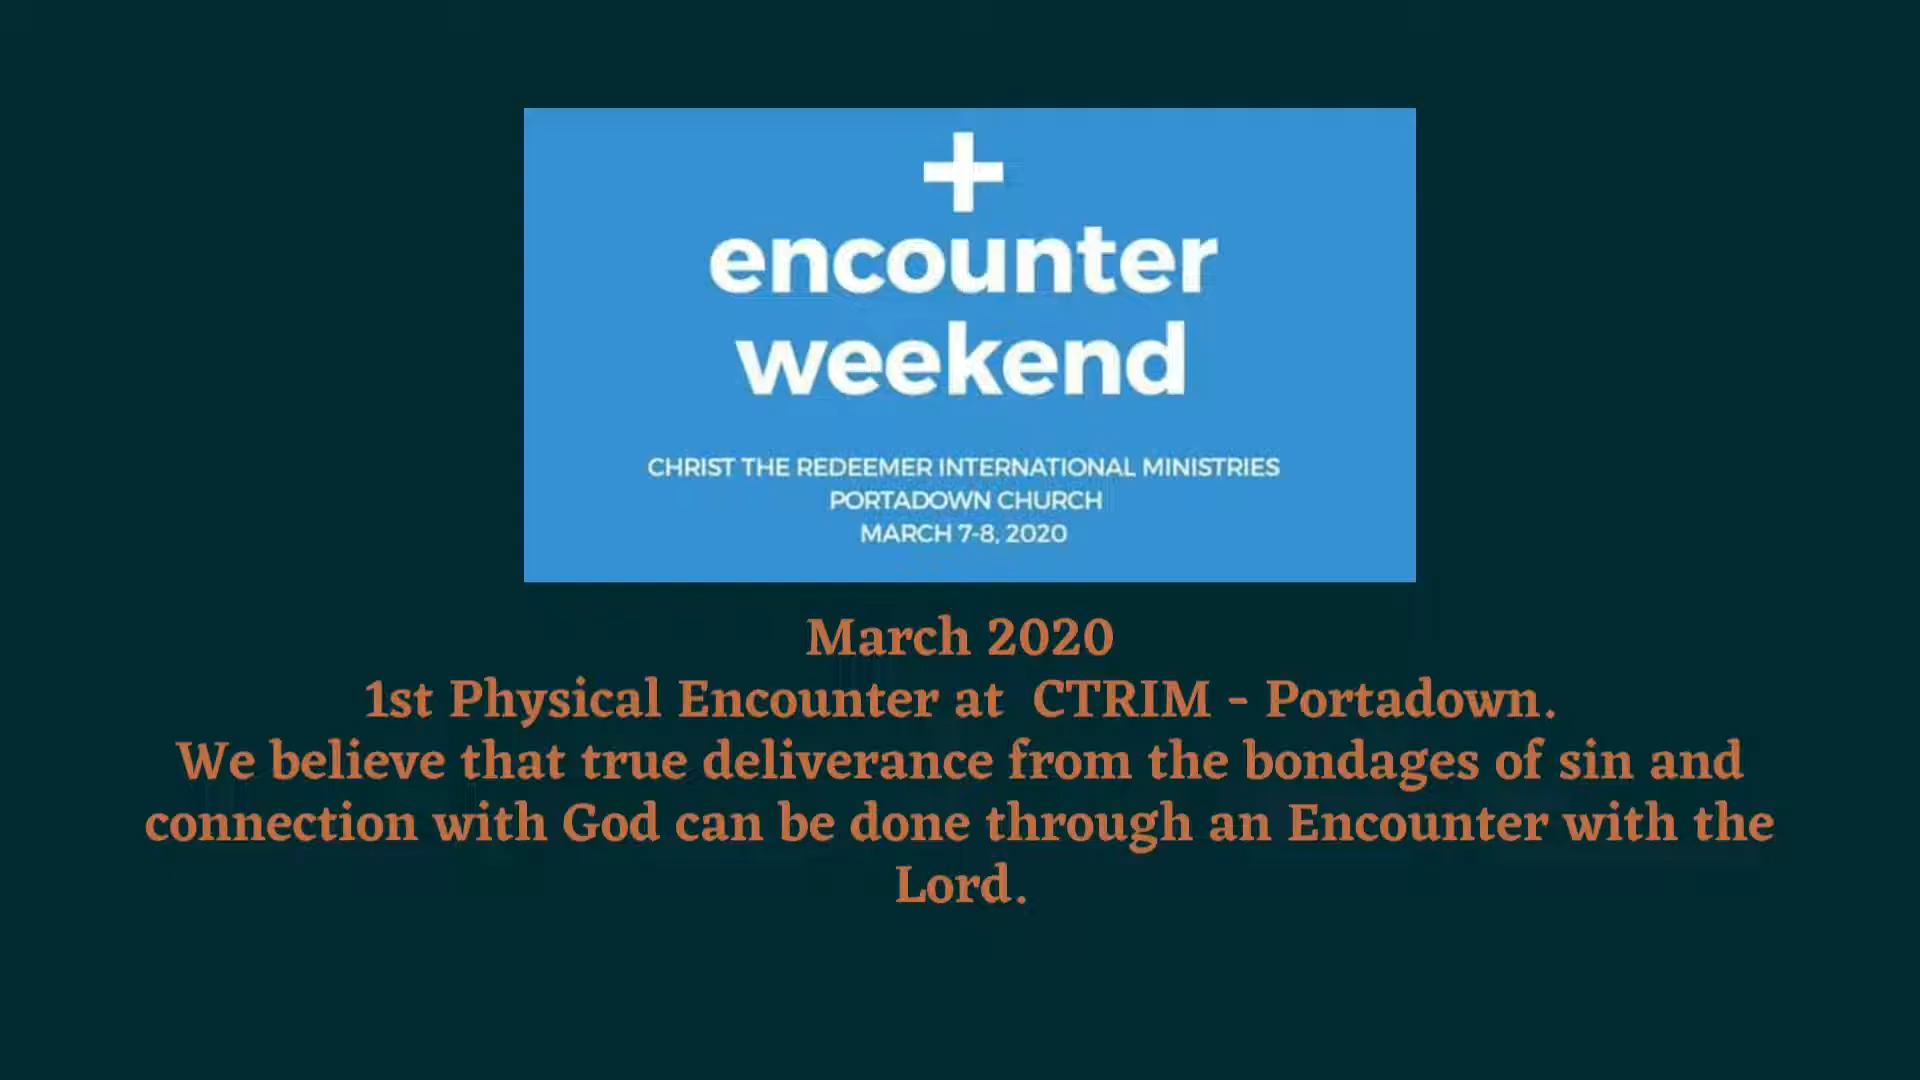 encounter
weekend
CHRIST THE REDEEMER INTERNATIONAL MINISTRIES
PORTADOWN CHURCH
MARCH 7-8, 2020
March 2020
1st Physical Encounter at CTRIM - Portadown.
We believe that true deliverance from the bondages of sin and
connection with God can be done through an Encounter with the
Lord.